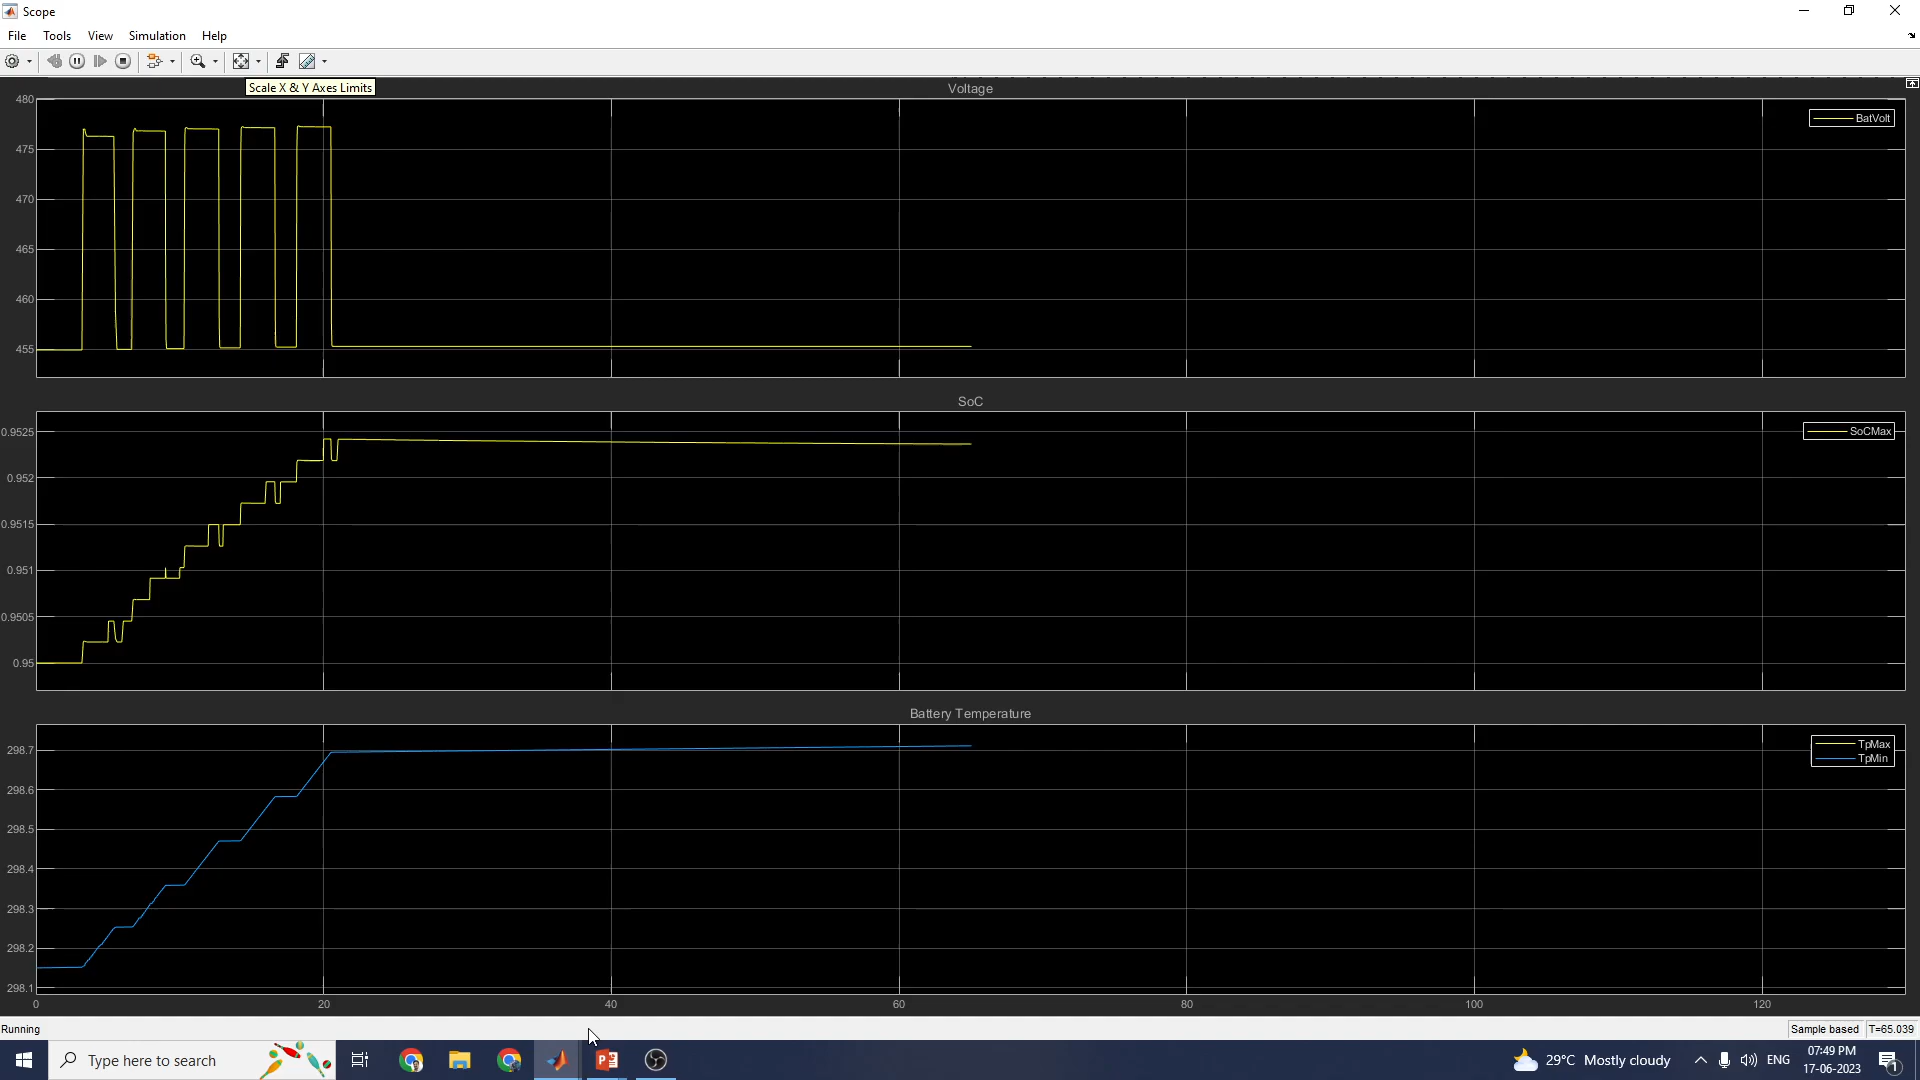 Scope
File Tools View Simulation Help
Scale X & Y Axes Limits
Voltage
480
475
470
465
460
455
BatVolt
SoC
0.9525
0.952
0.9515
0.951
0.9505
0.95
SoCMax
Battery Temperature
298.7
298.6
298.5
298.4
298.3
298.2
298.1
TpMax
TpMin
0 20 40 60 80 100 120
Running
Sample based T=65.039
Type here to search
29°C Mostly cloudy
ENG
07:49 PM
17-06-2023
1